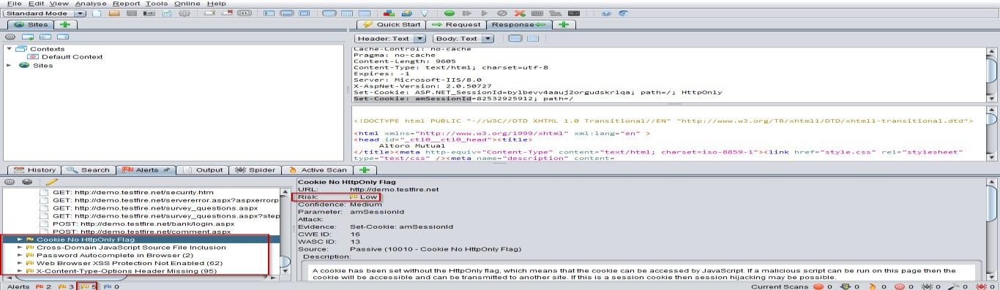 File Edit View Analyse Report Tools Online Help
Standard Mode
Sites
Quick Start Request Response
Header: Text Body: Text
Contexts
Default Context
Sites
Cache-Control: no-cache
Pragma: no-cache
Content-Length: 9605
Content-Type: text/html; charset=utf-8
Expires: -1
Server: Microsoft-IIS/8.0
X-AspNet-Version: 2.0.50727
Set-Cookie: ASP.NET_SessionId=bylbevv4aauj2orgudskrlqa; path=/; HttpOnly
Set-Cookie: amSessionId=82532925912; path=/
<!DOCTYPE html PUBLIC "-//W3C//DTD XHTML 1.0 Transitional//EN" "http://www.w3.org/TR/xhtml1/DTD/xhtml1-transitional.dtd">
<html xmlns="http://www.w3.org/1999/xhtml" xml:lang="en" >
<head id="_ctl0__ctl0_head"><title>
Altoro Mutual
</title><meta http-equiv="Content-Type" content="text/html; charset=iso-8859-1"><link href="style.css" rel="stylesheet"
type="text/css" /><meta name="description" content=
History Search Alerts Output Spider Active Scan
GET: http://demo.testfire.net/security.htm
GET: http://demo.testfire.net/servererror.aspx?aspxerrorp
GET: http://demo.testfire.net/survey_questions.aspx
GET: http://demo.testfire.net/survey_questions.aspx?step
POST: http://demo.testfire.net/bank/login.aspx
POST: http://demo.testfire.net/comment.aspx
Cookie No HttpOnly Flag
Cross-Domain JavaScript Source File Inclusion
Password Autocomplete in Browser (2)
Web Browser XSS Protection Not Enabled (62)
X-Content-Type-Options Header Missing (95)
Cookie No HttpOnly Flag
URL: http://demo.testfire.net
Risk: Low
Confidence: Medium
Parameter: amSessionId
Attack:
Evidence: Set-Cookie: amSessionId
CWE ID: 16
WASC ID: 13
Source: Passive (10010 - Cookie No HttpOnly Flag)
Description:
A cookie has been set without the HttpOnly flag, which means that the cookie can be accessed by JavaScript. If a malicious script can be run on this page then the
cookie will be accessible and can be transmitted to another site. If this is a session cookie then session hijacking may be possible.
Alerts 2 3 5 0 Current Scans 0 0 0 0 0 0 0